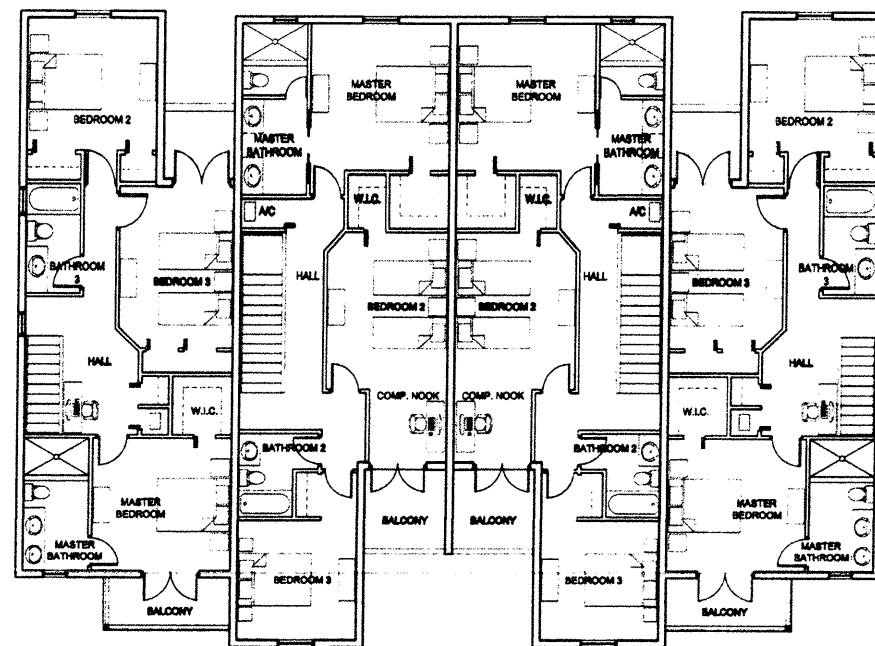 BEDROOM 2
MASTER
BEDROOM
MASTER
BEDROOM
BEDROOM 2
MASTER
BATHROOM
MASTER
BATHROOM
W.I.C.
W.I.C.
A/C
A/C
BATHROOM
3
BEDROOM 3
HALL
BEDROOM 2
BEDROOM 2
HALL
BEDROOM 3
BATHROOM
3
HALL
HALL
W.I.C.
COMP. NOOK
COMP. NOOK
W.I.C.
BATHROOM 2
BATHROOM 2
MASTER
BEDROOM
BALCONY
BALCONY
MASTER
BEDROOM
MASTER
BATHROOM
MASTER
BATHROOM
BEDROOM 3
BEDROOM 3
BALCONY
BALCONY